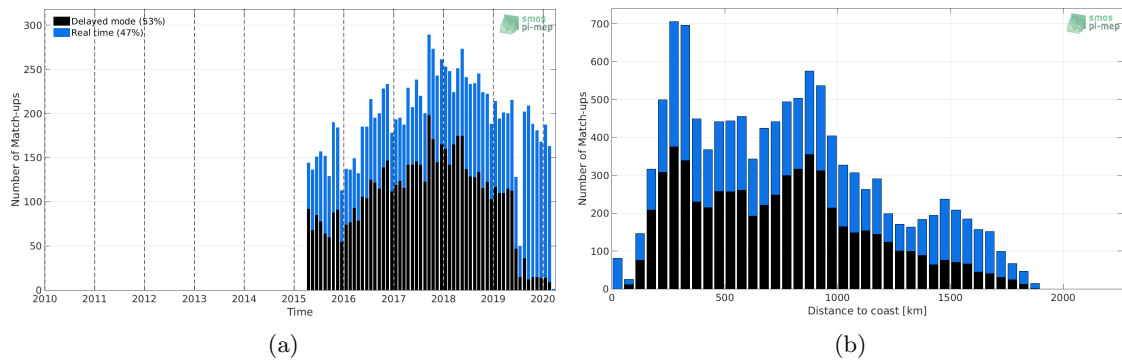 Delayed mode (53%)
Real time (47%)
smos
pi-mep
300
250
200
150
100
50
0
Number of Match-ups
2010 2011 2012 2013 2014 2015 2016 2017 2018 2019 2020
Time
(a)
smos
pi-mep
700
600
500
400
300
200
100
0
Number of Match-ups
0 500 1000 1500 2000
Distance to coast [km]
(b)